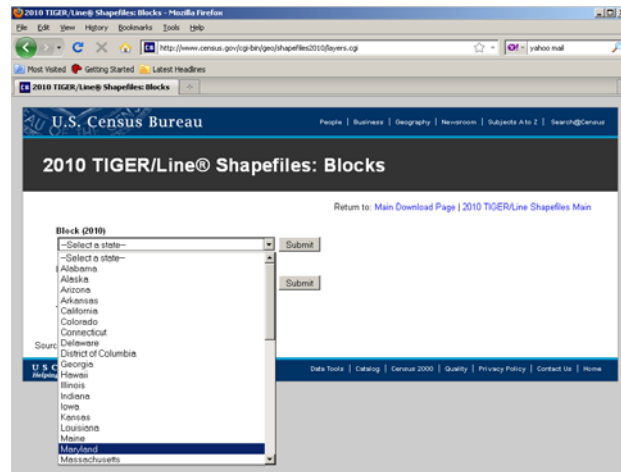 2010 TIGER/Line® Shapefiles: Blocks - Mozilla Firefox
File Edit View History Bookmarks Tools Help
http://www.census.gov/cgi-bin/geo/shapefiles2010/layers.cgi
yahoo mail
Most Visited Getting Started Latest Headlines
2010 TIGER/Line® Shapefiles: Blocks
U.S. Census Bureau
People | Business | Geography | Newsroom | Subjects A to Z | Search@Census
2010 TIGER/Line® Shapefiles: Blocks
Return to: Main Download Page | 2010 TIGER/Line Shapefiles Main
Block (2010)
--Select a state-- Submit
--Select a state--
Alabama
Alaska
Submit
Arizona
Arkansas
California
Colorado
Connecticut
Delaware
Sourc
District of Columbia
Georgia
U S C
Helping
Data Tools | Catalog | Census 2000 | Quality | Privacy Policy | Contact Us | Home
Hawaii
Illinois
Indiana
Iowa
Kansas
Louisiana
Maine
Maryland
Massachusetts